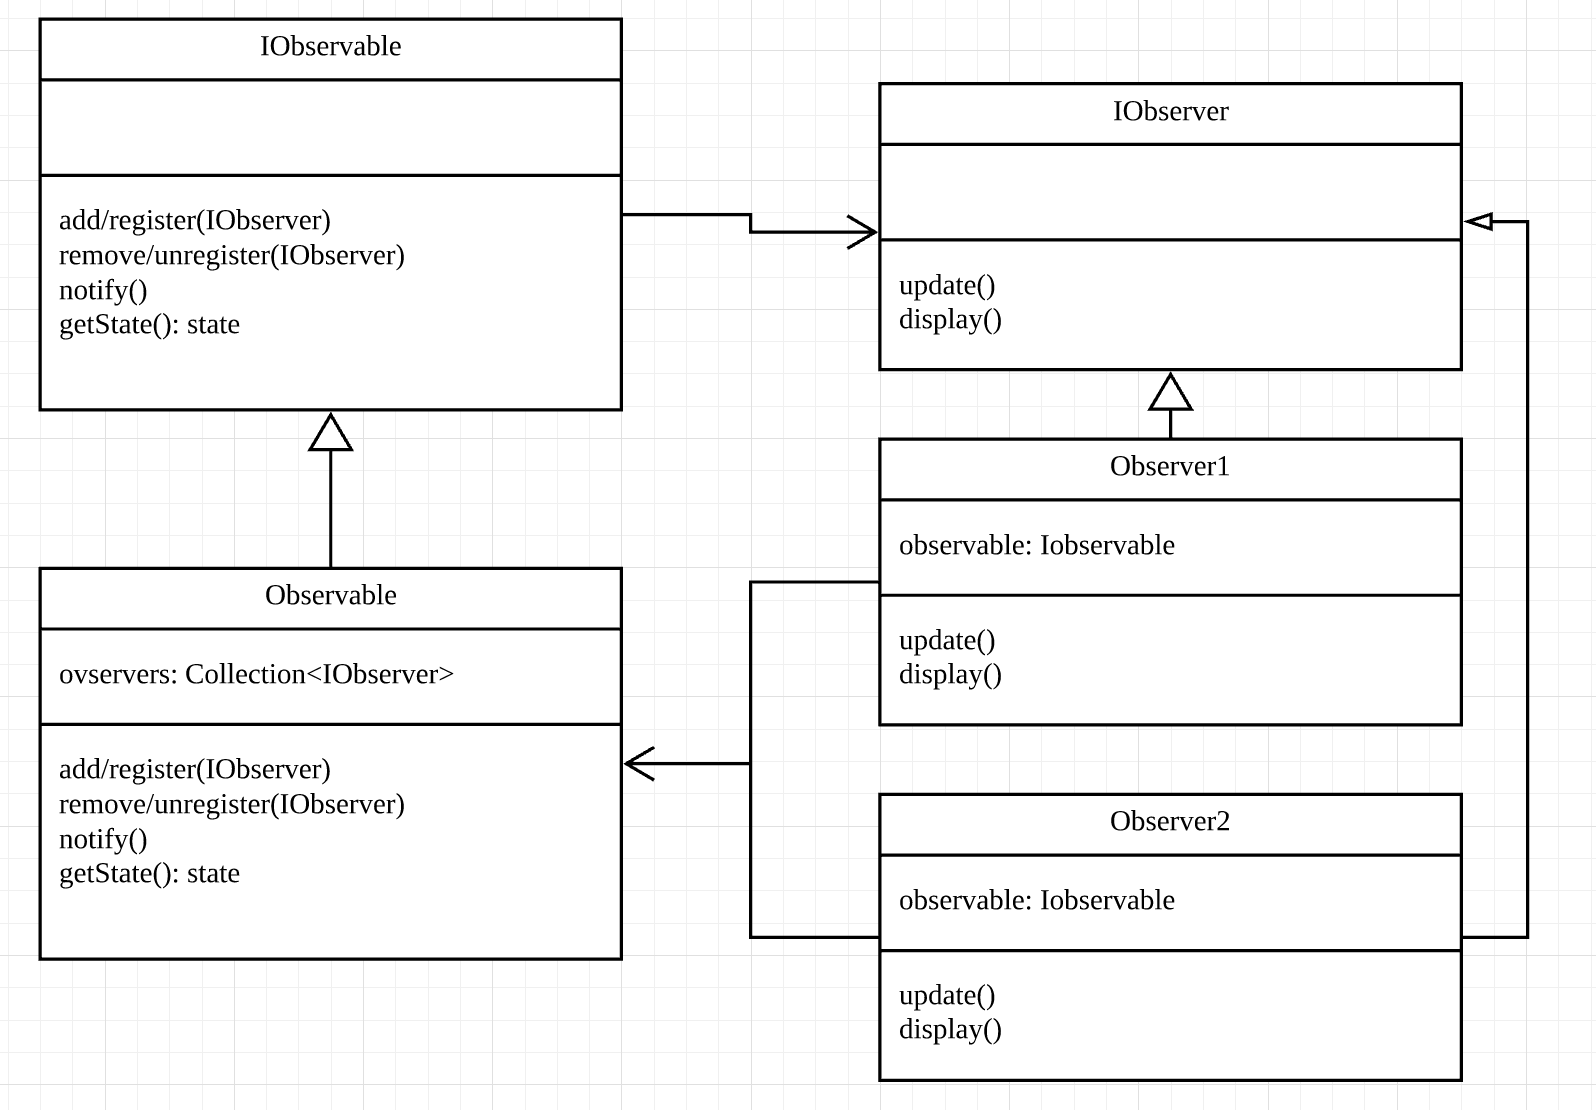 IObservable
add/register(IObserver)
remove/unregister(IObserver)
notify()
getState(): state
IObserver
update()
display()
Observable
ovservers: Collection<IObserver>
add/register(IObserver)
remove/unregister(IObserver)
notify()
getState(): state
Observer1
observable: Iobservable
update()
display()
Observer2
observable: Iobservable
update()
display()